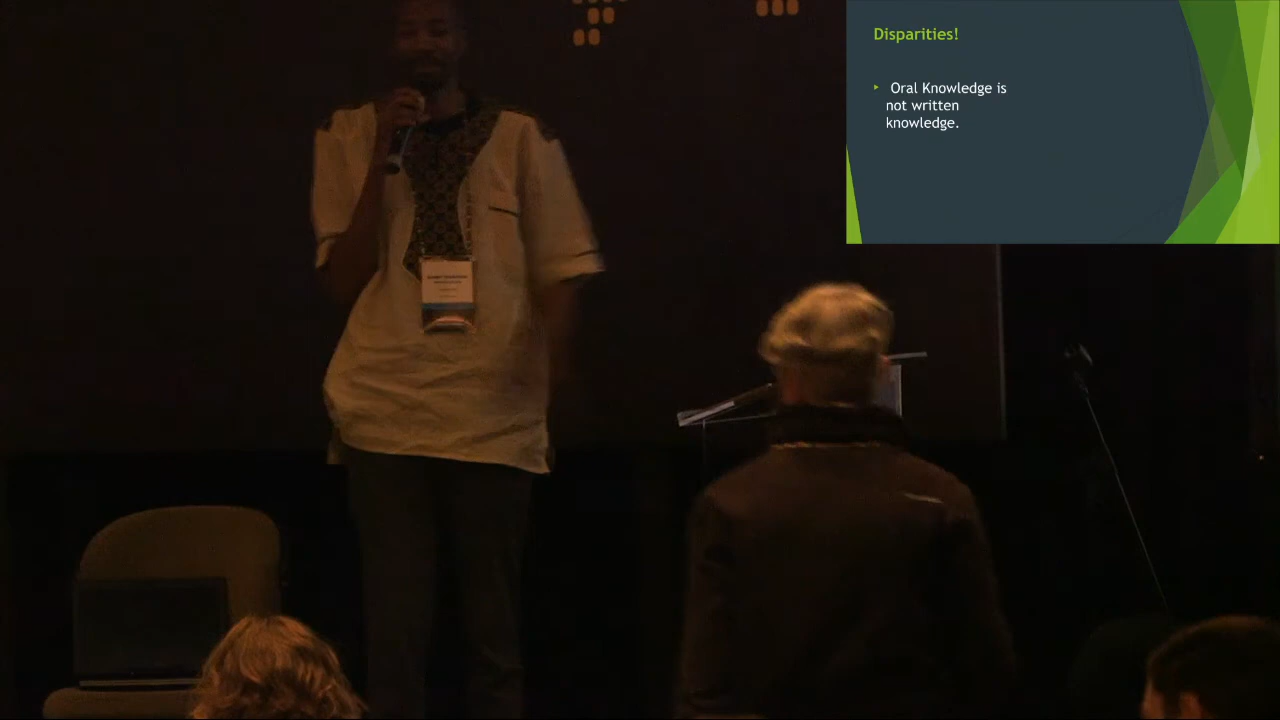 Disparities!
Oral Knowledge is
not written
knowledge.